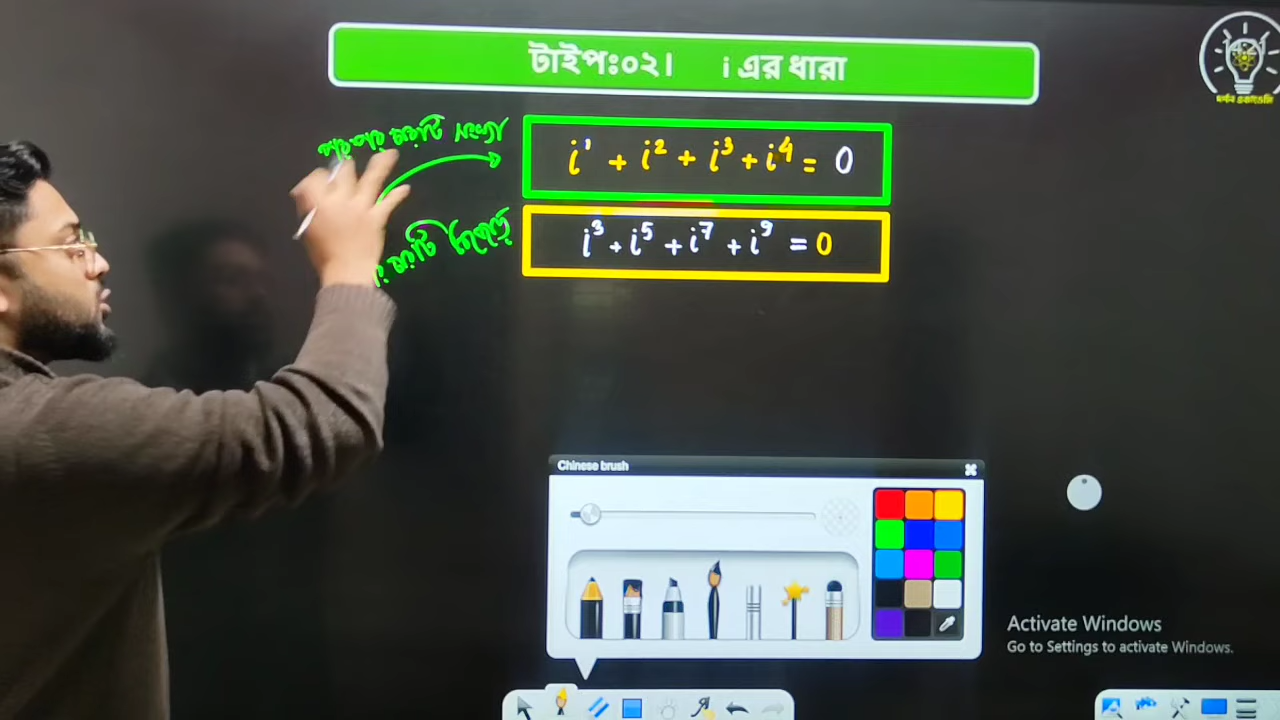 টাইপঃ০২। i এর ধারা
i¹ + i² + i³ + i⁴ = 0
i³ + i⁵ + i⁷ + i⁹ = 0
Chinese brush
Activate Windows
Go to Settings to activate Windows.